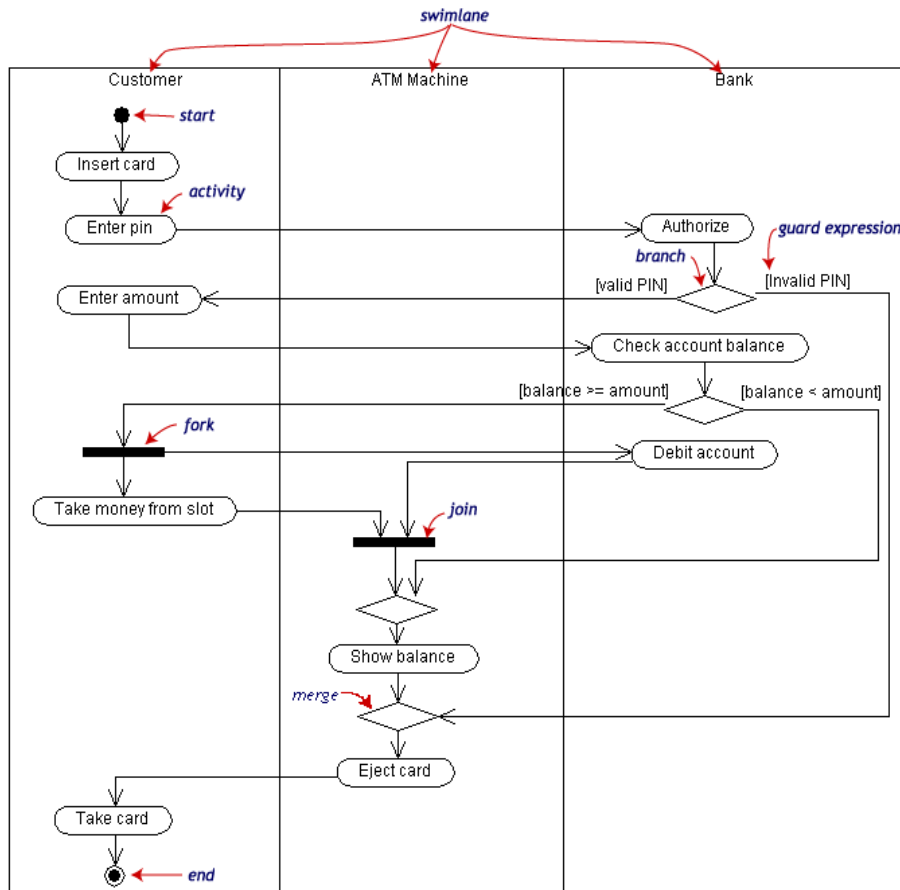 swimlane
Customer
ATM Machine
Bank
start
Insert card
activity
Enter pin
Authorize
guard expression
branch
Enter amount
[valid PIN]
[Invalid PIN]
Check account balance
[balance >= amount]
[balance < amount]
fork
Debit account
Take money from slot
join
Show balance
merge
Eject card
Take card
end